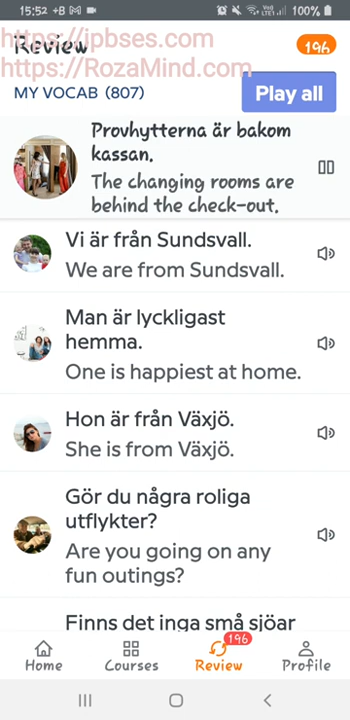 15:52 +B M
100%
https://jpbses.com
Review
196
https://RozaMind.com
MY VOCAB (807)
Play all
Provhytterna är bakom
kassan.
The changing rooms are
behind the check-out.
Vi är från Sundsvall.
We are from Sundsvall.
Man är lyckligast
hemma.
One is happiest at home.
Hon är från Växjö.
She is from Växjö.
Gör du några roliga
utflykter?
Are you going on any
fun outings?
Finns det inga små sjöar
196
Home Courses Review Profile